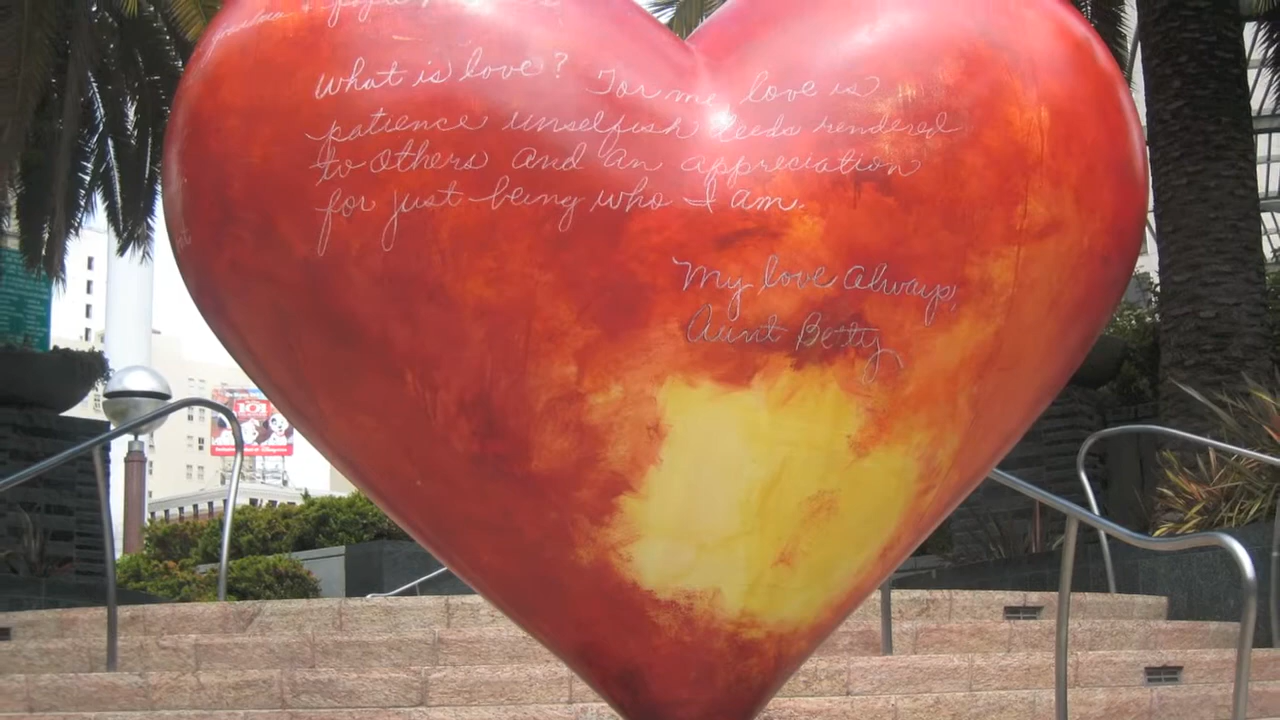 What is love? For me love is
patience unselfish deeds rendered
to others and an appreciation
for just being who I am.
My love always,
Aunt Betty
101